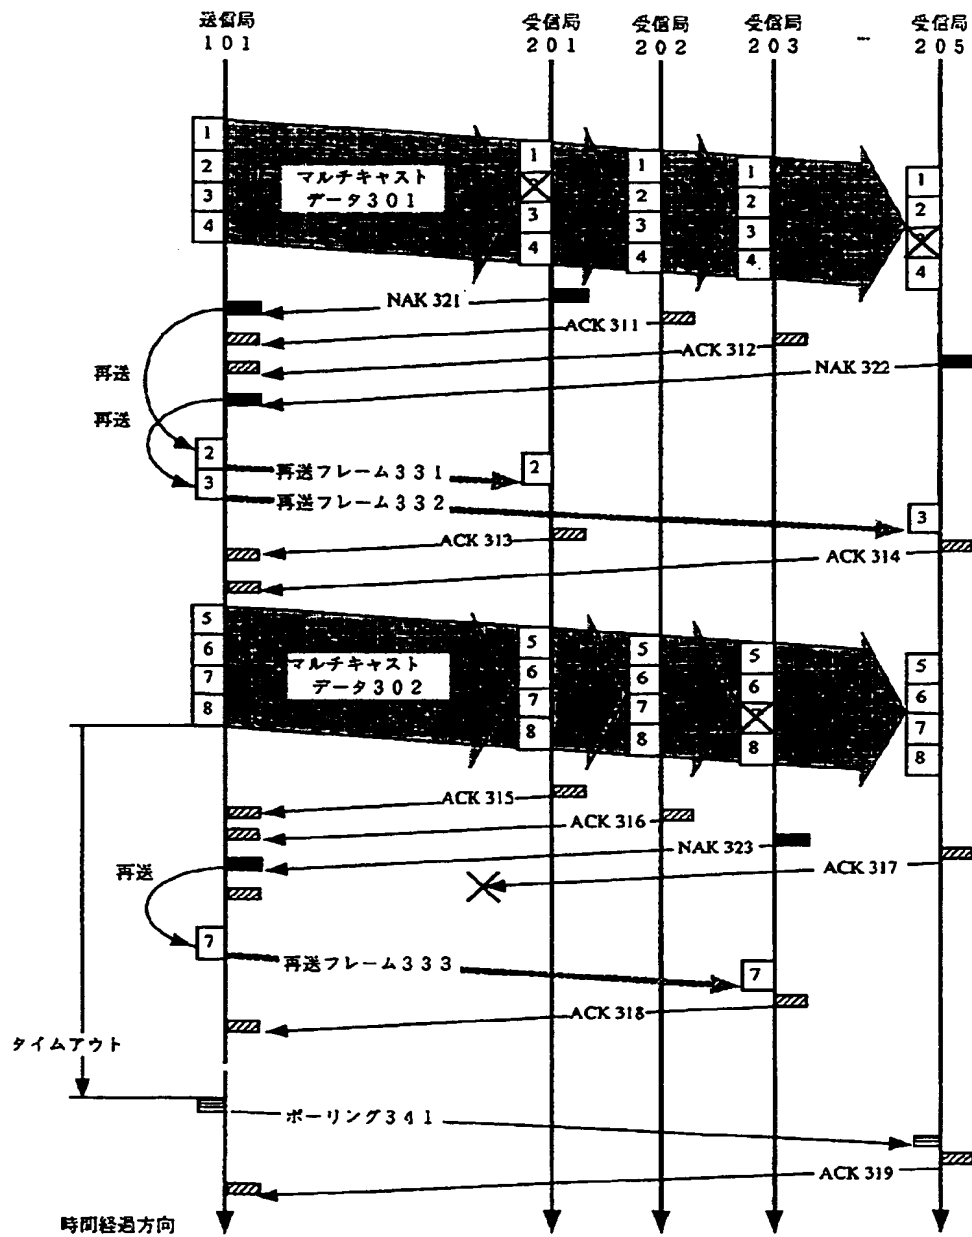 送信局
101
受信局
201
受信局
202
受信局
203
–
受信局
205
1
2
3
4
マルチキャスト
データ301
1
3
4
1
2
3
4
1
2
3
4
1
2
4
NAK 321
ACK 311
ACK 312
NAK 322
再送
再送
2
3
再送フレーム331
2
再送フレーム332
3
ACK 313
ACK 314
5
6
7
8
マルチキャスト
データ302
5
6
7
8
5
6
7
8
5
6
8
5
6
7
8
ACK 315
ACK 316
NAK 323
ACK 317
再送
7
再送フレーム333
7
ACK 318
タイムアウト
ポーリング341
ACK 319
時間経過方向